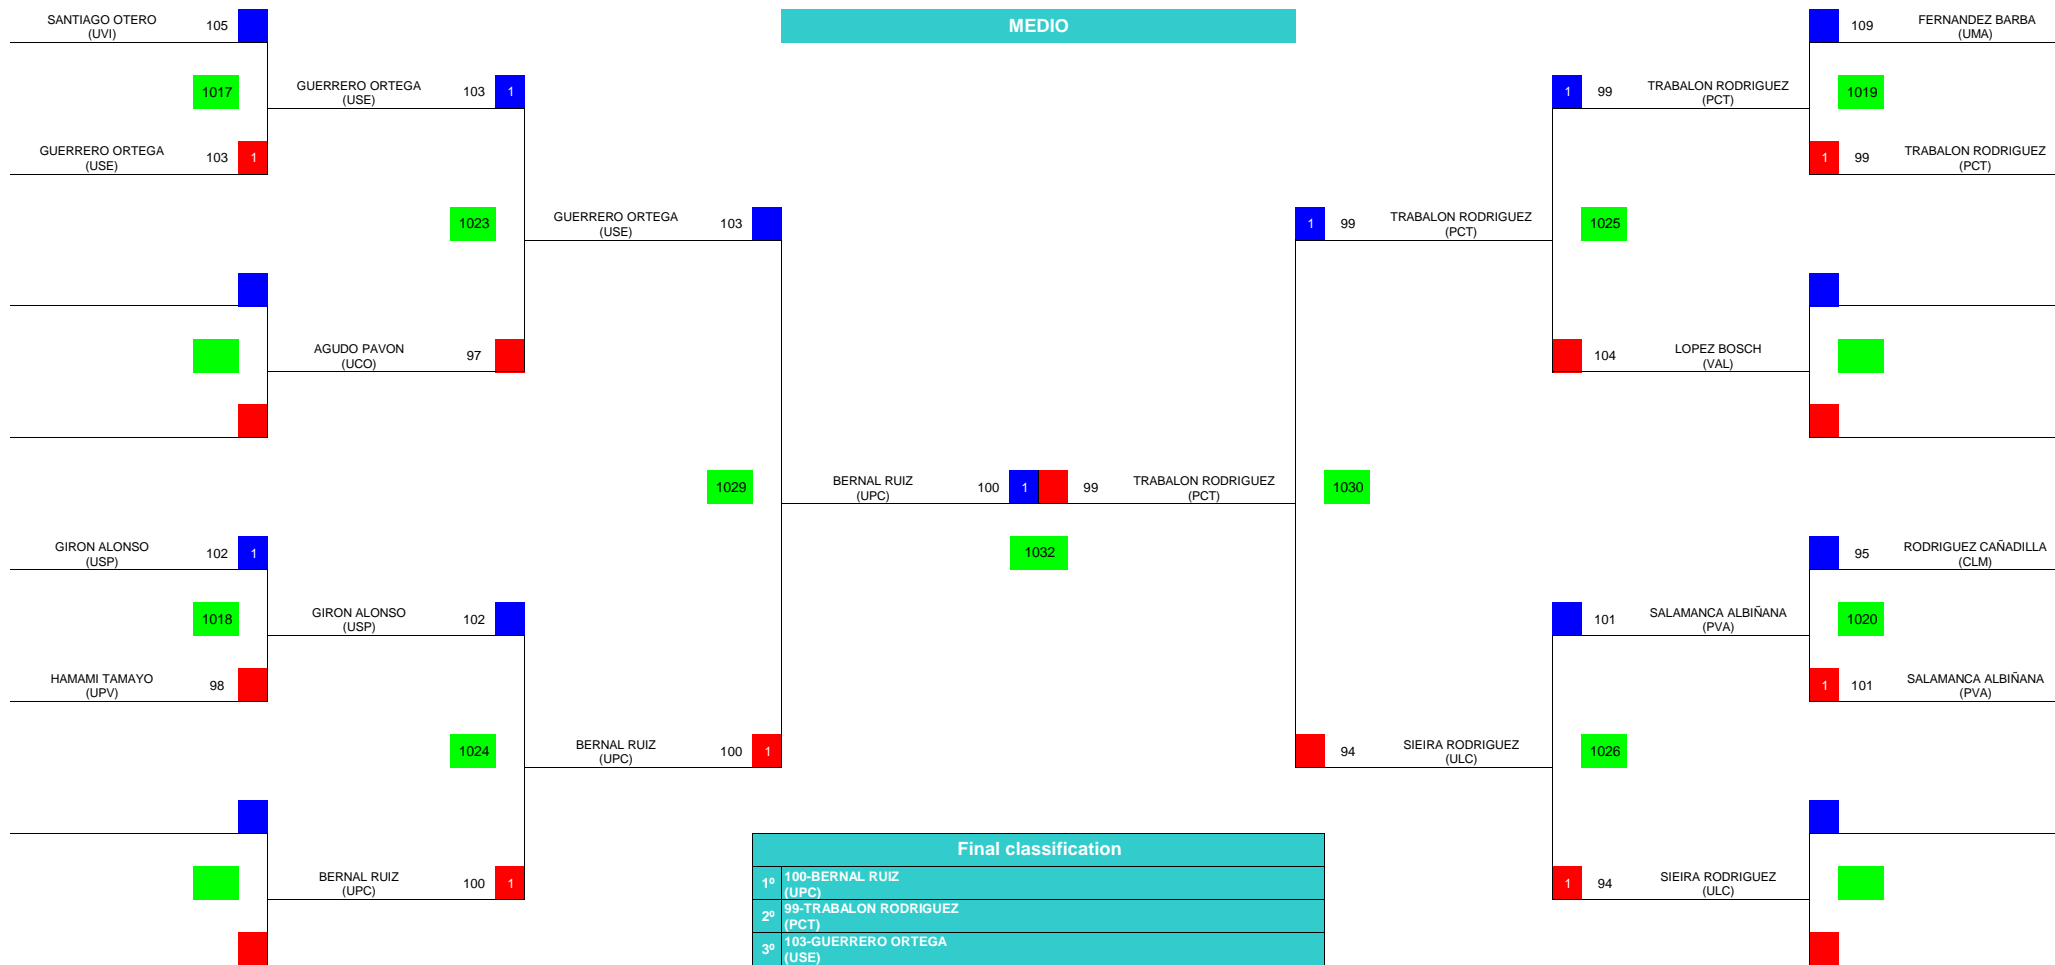 MEDIO
SANTIAGO OTERO
(UVI)
105
1017
GUERRERO ORTEGA
(USE)
103
1
GUERRERO ORTEGA
(USE)
103
1
1023
AGUDO PAVON
(UCO)
97
GUERRERO ORTEGA
(USE)
103
1029
GIRON ALONSO
(USP)
102
1
1018
HAMAMI TAMAYO
(UPV)
98
GIRON ALONSO
(USP)
102
1024
BERNAL RUIZ
(UPC)
100
1
BERNAL RUIZ
(UPC)
100
1
BERNAL RUIZ
(UPC)
100
1
99
TRABALON RODRIGUEZ
(PCT)
1032
1030
1
99
TRABALON RODRIGUEZ
(PCT)
94
SIEIRA RODRIGUEZ
(ULC)
1
99
TRABALON RODRIGUEZ
(PCT)
1025
104
LOPEZ BOSCH
(VAL)
101
SALAMANCA ALBIÑANA
(PVA)
1026
1
94
SIEIRA RODRIGUEZ
(ULC)
109
FERNANDEZ BARBA
(UMA)
1019
1
99
TRABALON RODRIGUEZ
(PCT)
95
RODRIGUEZ CAÑADILLA
(CLM)
1020
1
101
SALAMANCA ALBIÑANA
(PVA)
Final classification
1º
100-BERNAL RUIZ
(UPC)
2º
99-TRABALON RODRIGUEZ
(PCT)
3º
103-GUERRERO ORTEGA
(USE)